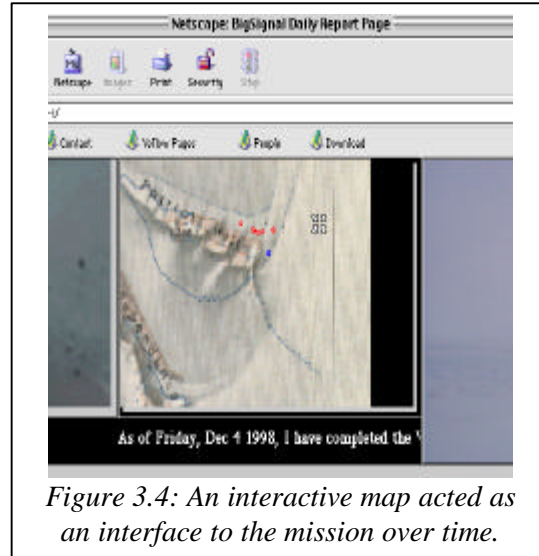 Netscape: BigSignal Daily Report Page
Netscape Images Print Security Stop
Contact Yellow Pages People Download
As of Friday, Dec 4 1998, I have completed the
Figure 3.4: An interactive map acted as
an interface to the mission over time.